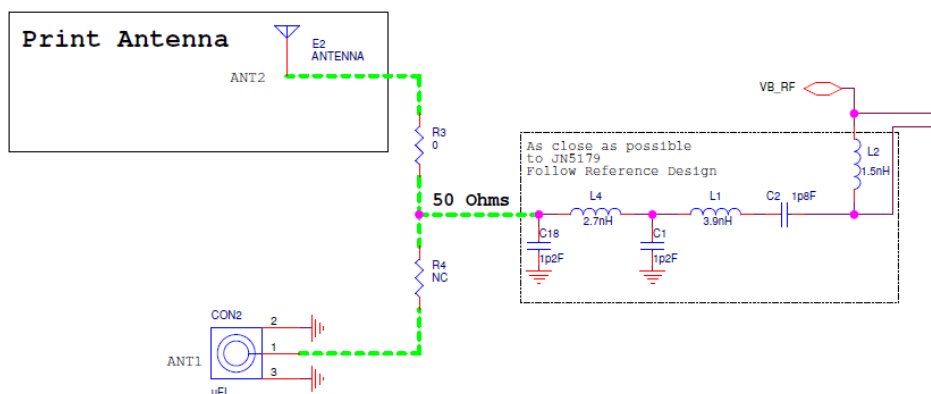 Print Antenna
E2
ANTENNA
ANT2
VB_RF
R3
0
As close as possible
to JN5179
Follow Reference Design
L2
1.5nH
50 Ohms
L4
2.7nH
L1
3.9nH
C2
1p8F
C18
1p2F
C1
1p2F
R4
NC
CON2
2
1
3
ANT1
uFL